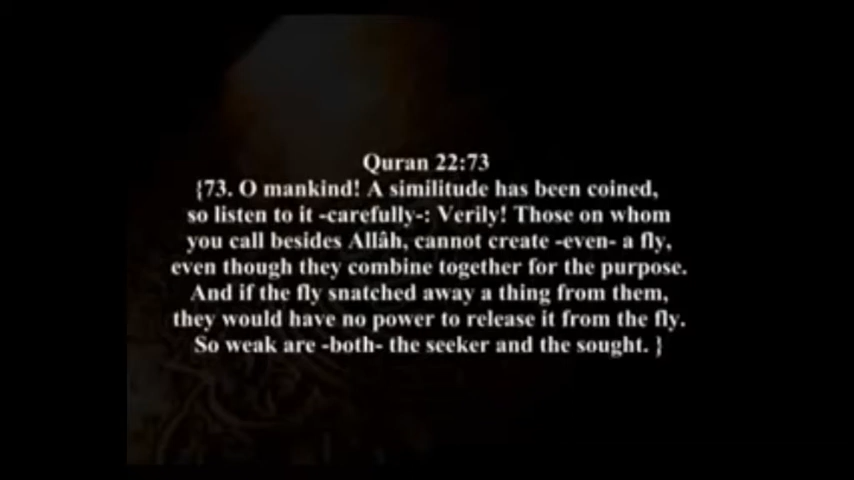 Quran 22:73
{73. O mankind! A similitude has been coined,
so listen to it -carefully-: Verily! Those on whom
you call besides Allâh, cannot create -even- a fly,
even though they combine together for the purpose.
And if the fly snatched away a thing from them,
they would have no power to release it from the fly.
So weak are -both- the seeker and the sought. }